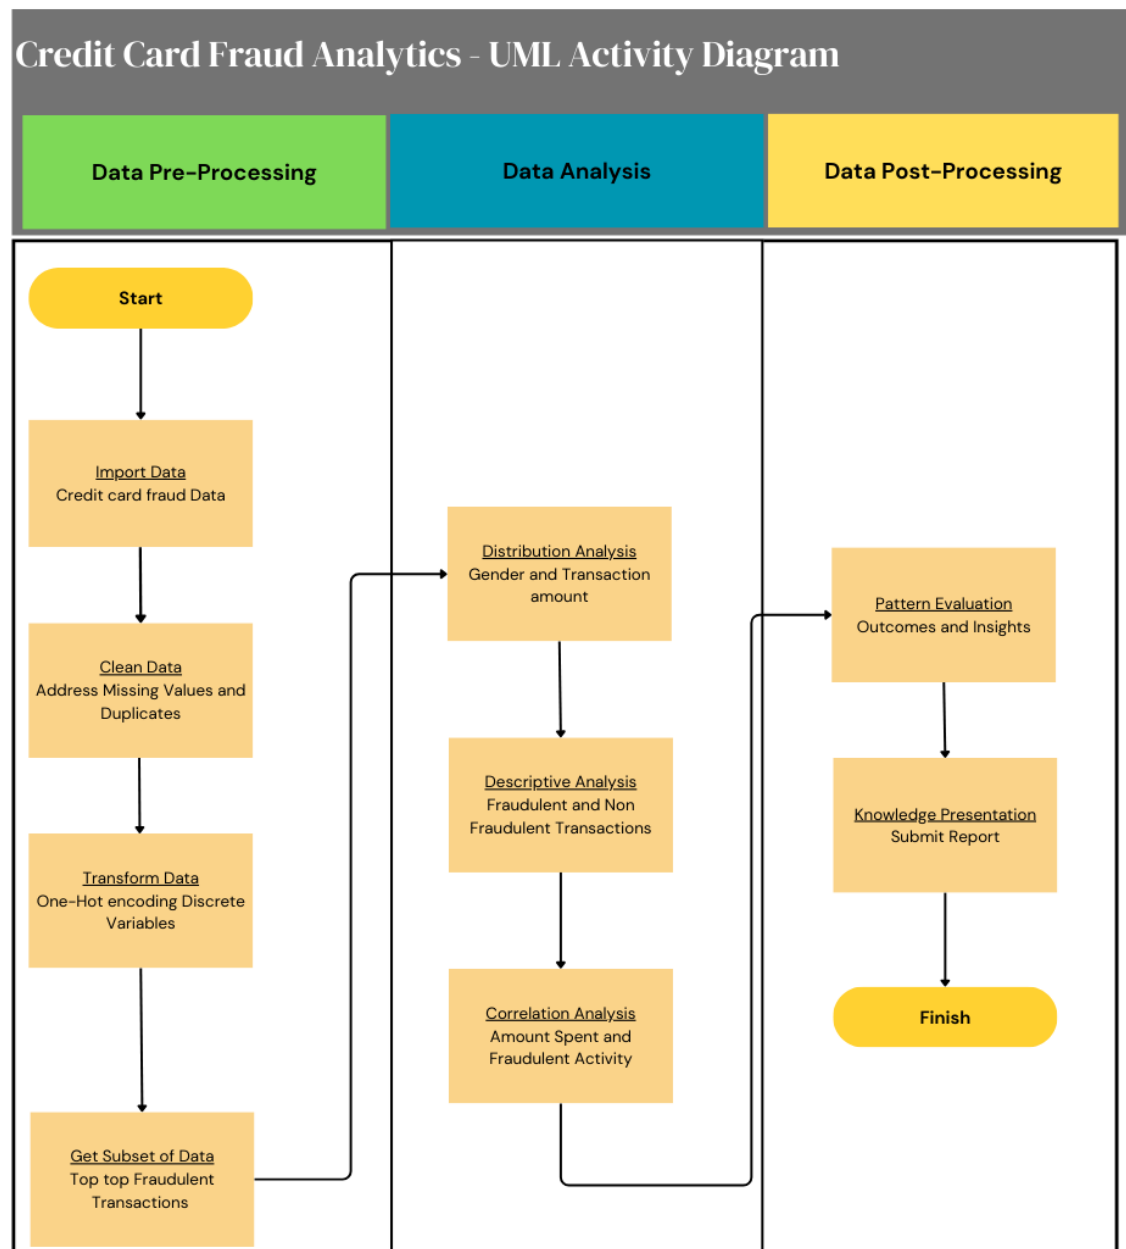 Credit Card Fraud Analytics - UML Activity Diagram
Data Pre-Processing
Data Analysis
Data Post-Processing
Start
Import Data
Credit card fraud Data
Clean Data
Address Missing Values and
Duplicates
Transform Data
One-Hot encoding Discrete
Variables
Get Subset of Data
Top top Fraudulent
Transactions
Distribution Analysis
Gender and Transaction
amount
Descriptive Analysis
Fraudulent and Non
Fraudulent Transactions
Correlation Analysis
Amount Spent and
Fraudulent Activity
Pattern Evaluation
Outcomes and Insights
Knowledge Presentation
Submit Report
Finish